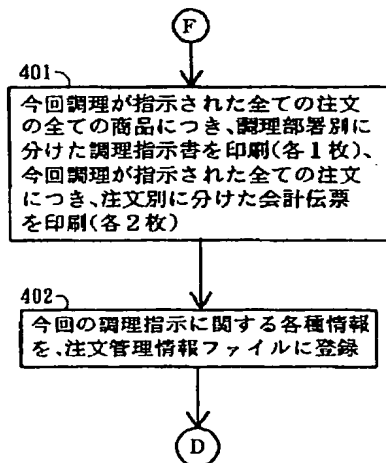 F
401
今回調理が指示された全ての注文
の全ての商品につき、調理部署別に
分けた調理指示書を印刷(各1枚)、
今回調理が指示された全ての注文
につき、注文別に分けた会計伝票
を印刷(各2枚)
402
今回の調理指示に関する各種情報
を、注文管理情報ファイルに登録
D